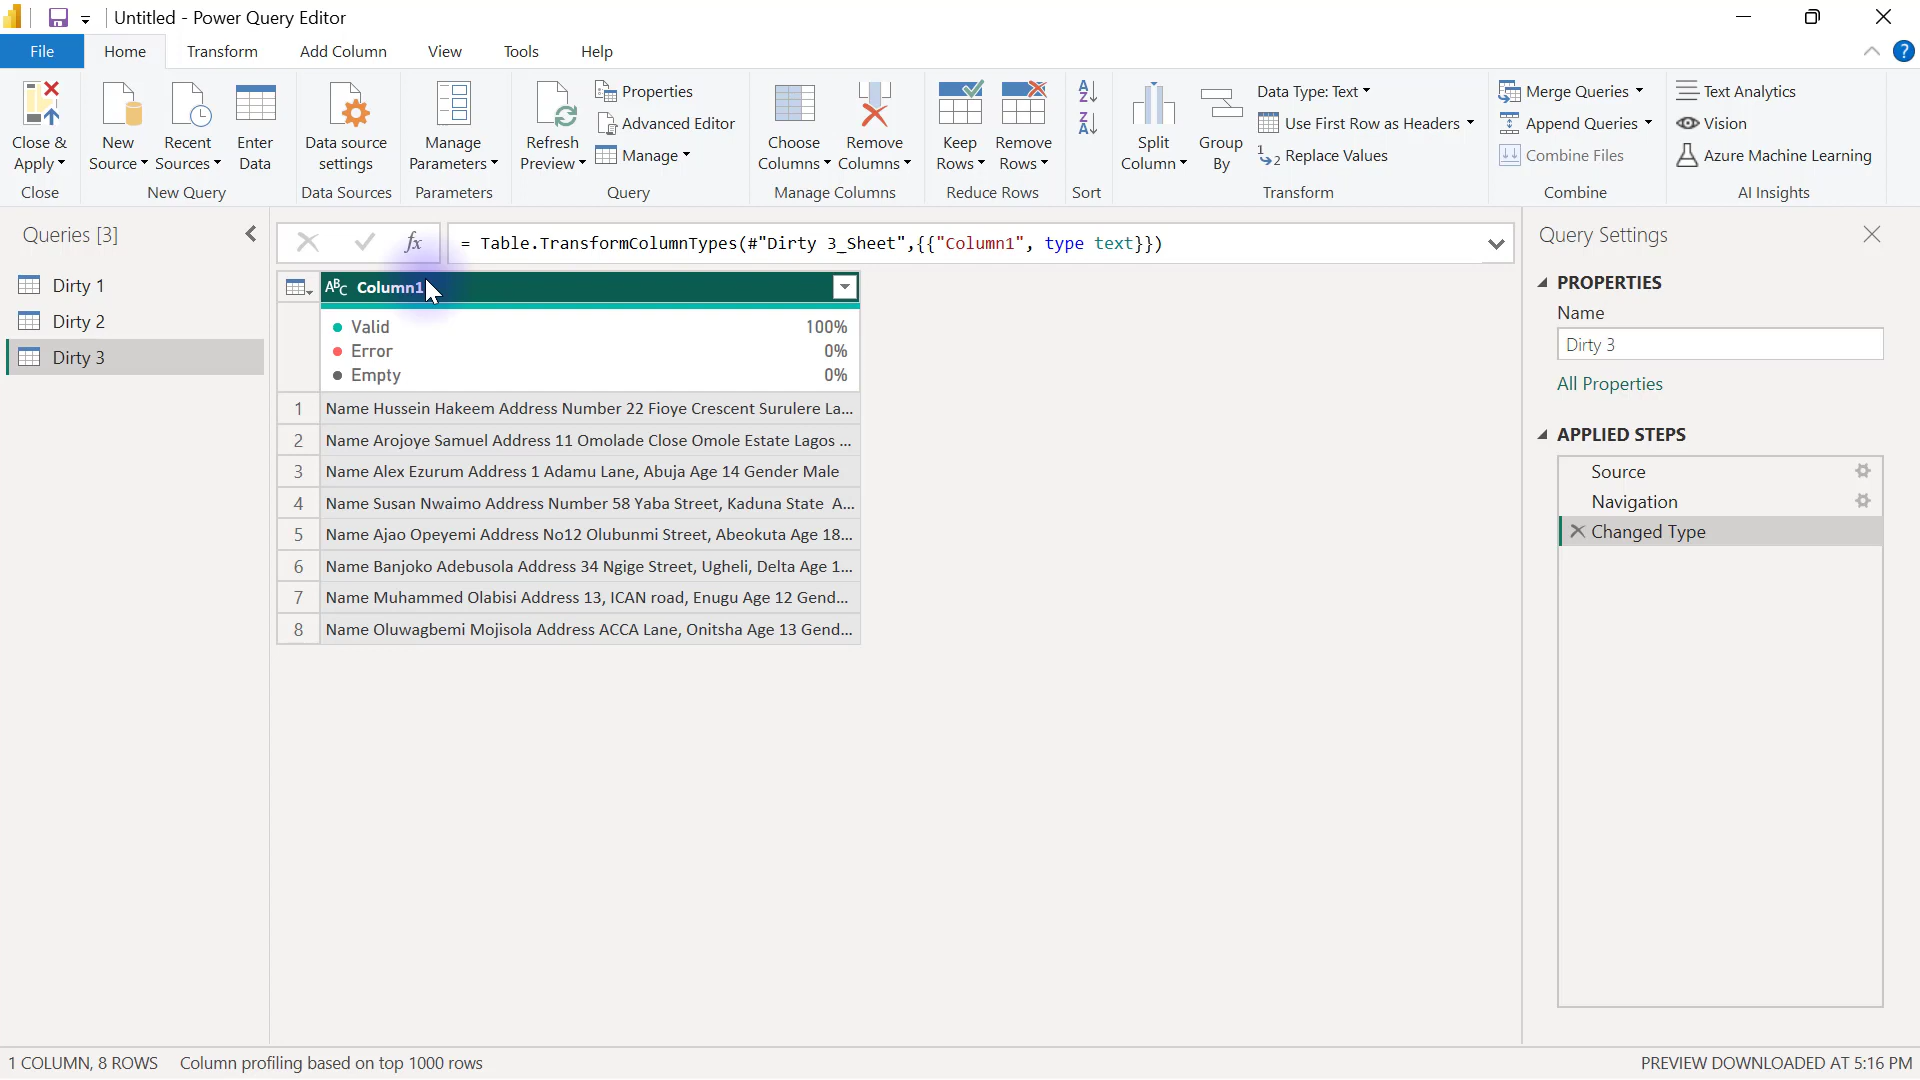 Untitled - Power Query Editor
File Home Transform Add Column View Tools Help
Close & Apply
Close
New Source
Recent Sources
Enter Data
New Query
Data source settings
Data Sources
Manage Parameters
Parameters
Refresh Preview
Properties
Advanced Editor
Manage
Query
Choose Columns
Remove Columns
Manage Columns
Keep Rows
Remove Rows
Reduce Rows
A
Z
Z
A
Sort
Split Column
Group By
Data Type: Text
Use First Row as Headers
1
2
Replace Values
Transform
Merge Queries
Append Queries
Combine Files
Combine
Text Analytics
Vision
Azure Machine Learning
AI Insights
?
Queries [3]
Dirty 1
Dirty 2
Dirty 3
fx
= Table.TransformColumnTypes(#"Dirty 3_Sheet",{{"Column1", type text}})
ABC Column1
Valid 100%
Error 0%
Empty 0%
1 Name Hussein Hakeem Address Number 22 Fioye Crescent Surulere La...
2 Name Arojoye Samuel Address 11 Omolade Close Omole Estate Lagos ...
3 Name Alex Ezurum Address 1 Adamu Lane, Abuja Age 14 Gender Male
4 Name Susan Nwaimo Address Number 58 Yaba Street, Kaduna State A...
5 Name Ajao Opeyemi Address No12 Olubunmi Street, Abeokuta Age 18...
6 Name Banjoko Adebusola Address 34 Ngige Street, Ugheli, Delta Age 1...
7 Name Muhammed Olabisi Address 13, ICAN road, Enugu Age 12 Gend...
8 Name Oluwagbemi Mojisola Address ACCA Lane, Onitsha Age 13 Gend...
Query Settings
PROPERTIES
Name
Dirty 3
All Properties
APPLIED STEPS
Source
Navigation
Changed Type
1 COLUMN, 8 ROWS Column profiling based on top 1000 rows
PREVIEW DOWNLOADED AT 5:16 PM